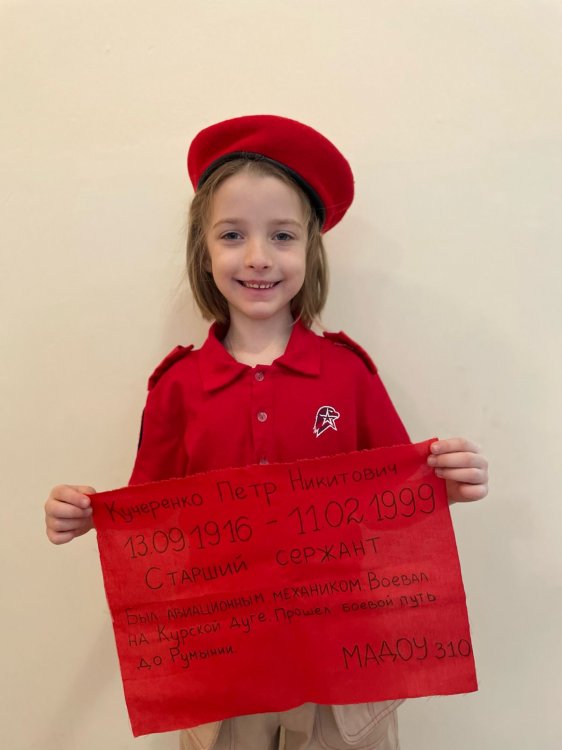 Кучеренко Петр Никитович
13.09.1916 - 11.02.1999
Старший сержант
Был авиационным механиком. Воевал
на Курской дуге. Прошел боевой путь
до Румынии.
МАДОУ 310